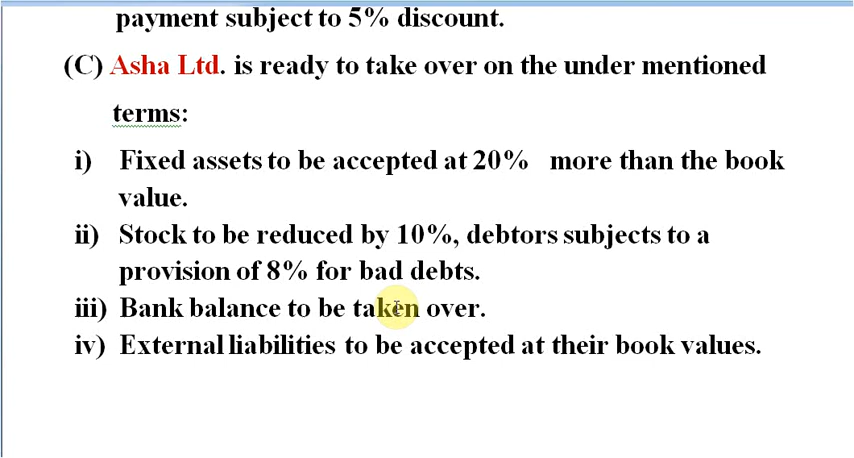 payment subject to 5% discount.
(C) Asha Ltd. is ready to take over on the under mentioned
terms:
i) Fixed assets to be accepted at 20% more than the book
value.
ii) Stock to be reduced by 10%, debtors subjects to a
provision of 8% for bad debts.
iii) Bank balance to be taken over.
iv) External liabilities to be accepted at their book values.